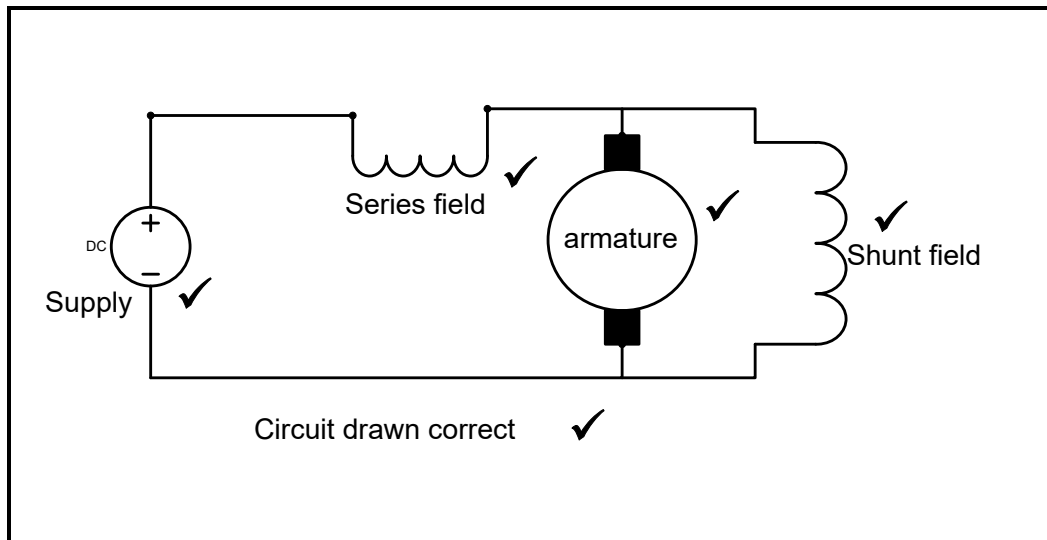 Series field
armature
DC
+
−
Supply
Shunt field
Circuit drawn correct